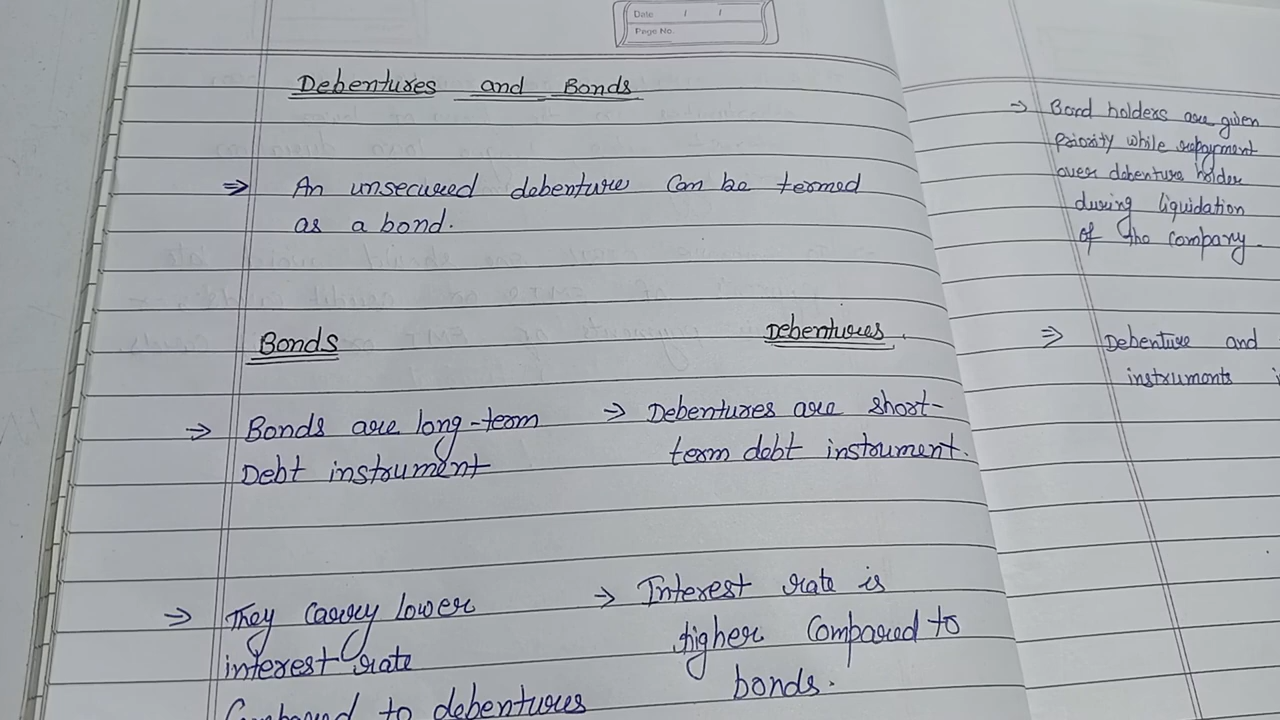 Date / /
Page No.
Debentures and Bonds
⇒ An unsecured debenture can be termed
as a bond.
Bonds
Debentures.
→ Bonds are long-term
Debt instrument
→ Debentures are short-
term debt instrument.
⇒ They carry lower
interest rate
Compared to debentures
→ Interest rate is
higher Compared to
bonds.
→ Bond holders are given
priority while repayment
over debenture holder
during liquidation
of the company.
⇒ Debenture and
instruments